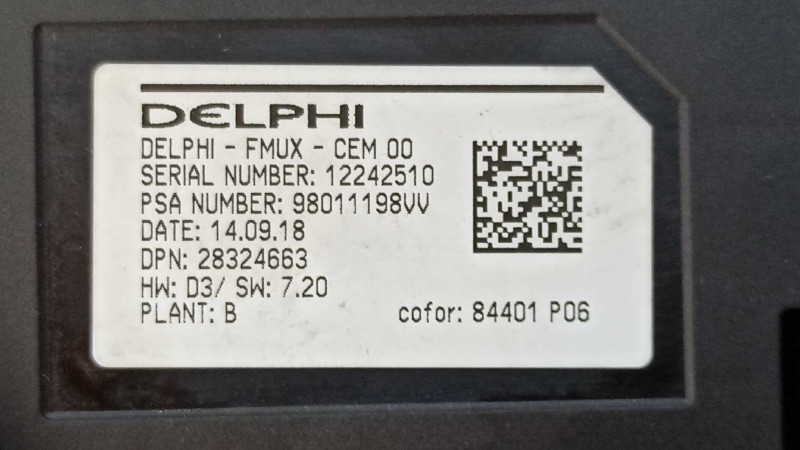 DELPHI
DELPHI - FMUX - CEM 00
SERIAL NUMBER: 12242510
PSA NUMBER: 98011198VV
DATE: 14.09.18
DPN: 28324663
HW: D3/ SW: 7.20
PLANT: B cofor: 84401 P06